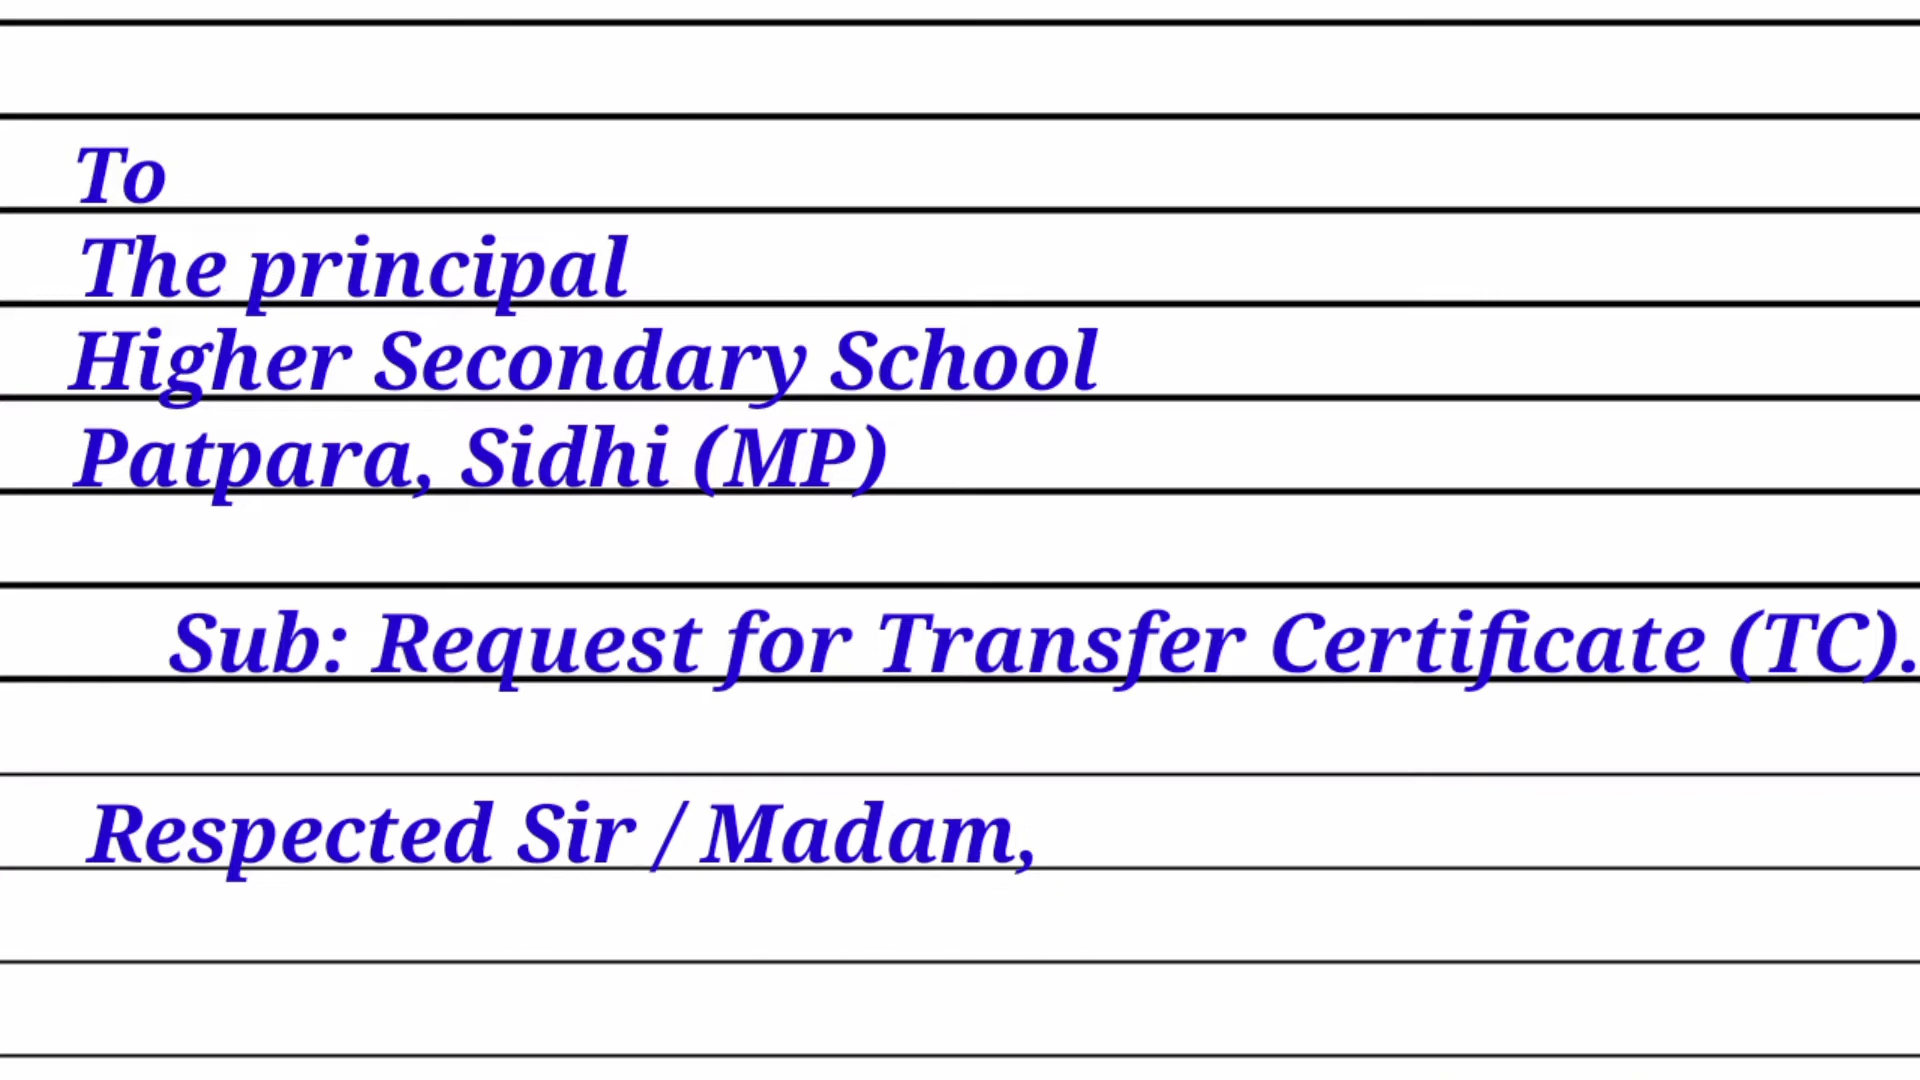 To
The principal
Higher Secondary School
Patpara, Sidhi (MP)
Sub: Request for Transfer Certificate (TC).
Respected Sir / Madam,